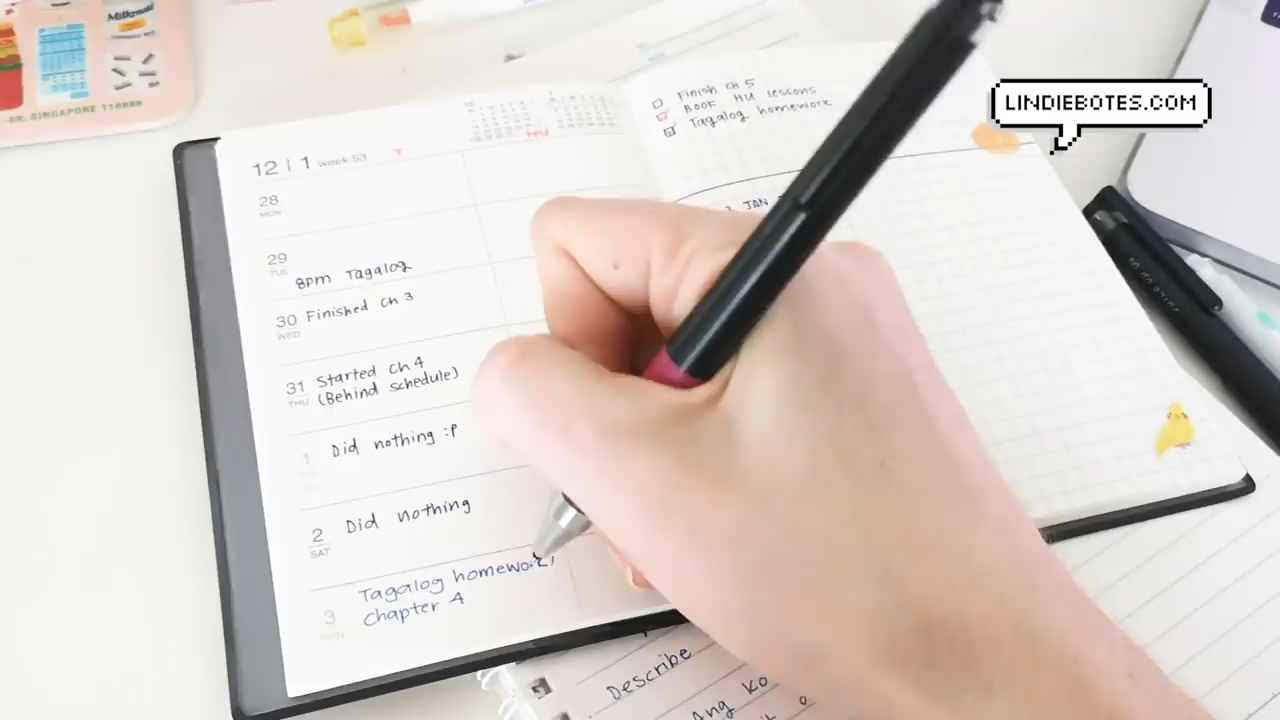 Milkynoid
LINDIEBOTES.COM
Finish ch 5
Book HU lessons
Tagalog homework
12 | 1 week 53
28
MON
29
TUE
8pm Tagalog
30 Finished ch 3
WED
31 Started ch 4
THU (Behind schedule)
1 Did nothing :P
2 Did nothing
SAT
3 Tagalog homework,
chapter 4
JAN
Describe
Ang ko